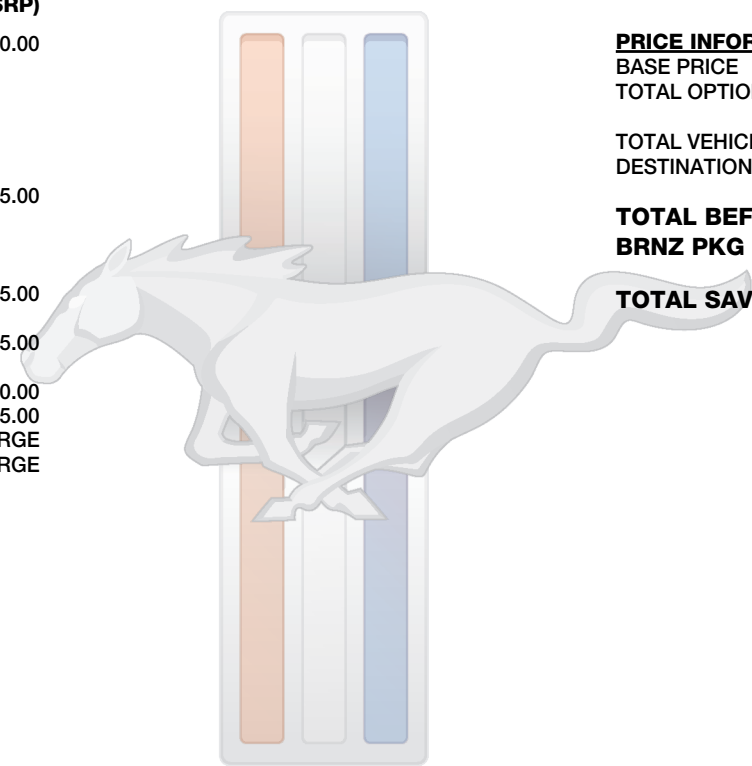 SRP)
0.00
5.00
5.00
5.00
0.00
5.00
RGE
RGE
PRICE INFOR
BASE PRICE
TOTAL OPTIO
TOTAL VEHICL
DESTINATION
TOTAL BEF
BRNZ PKG
TOTAL SAV